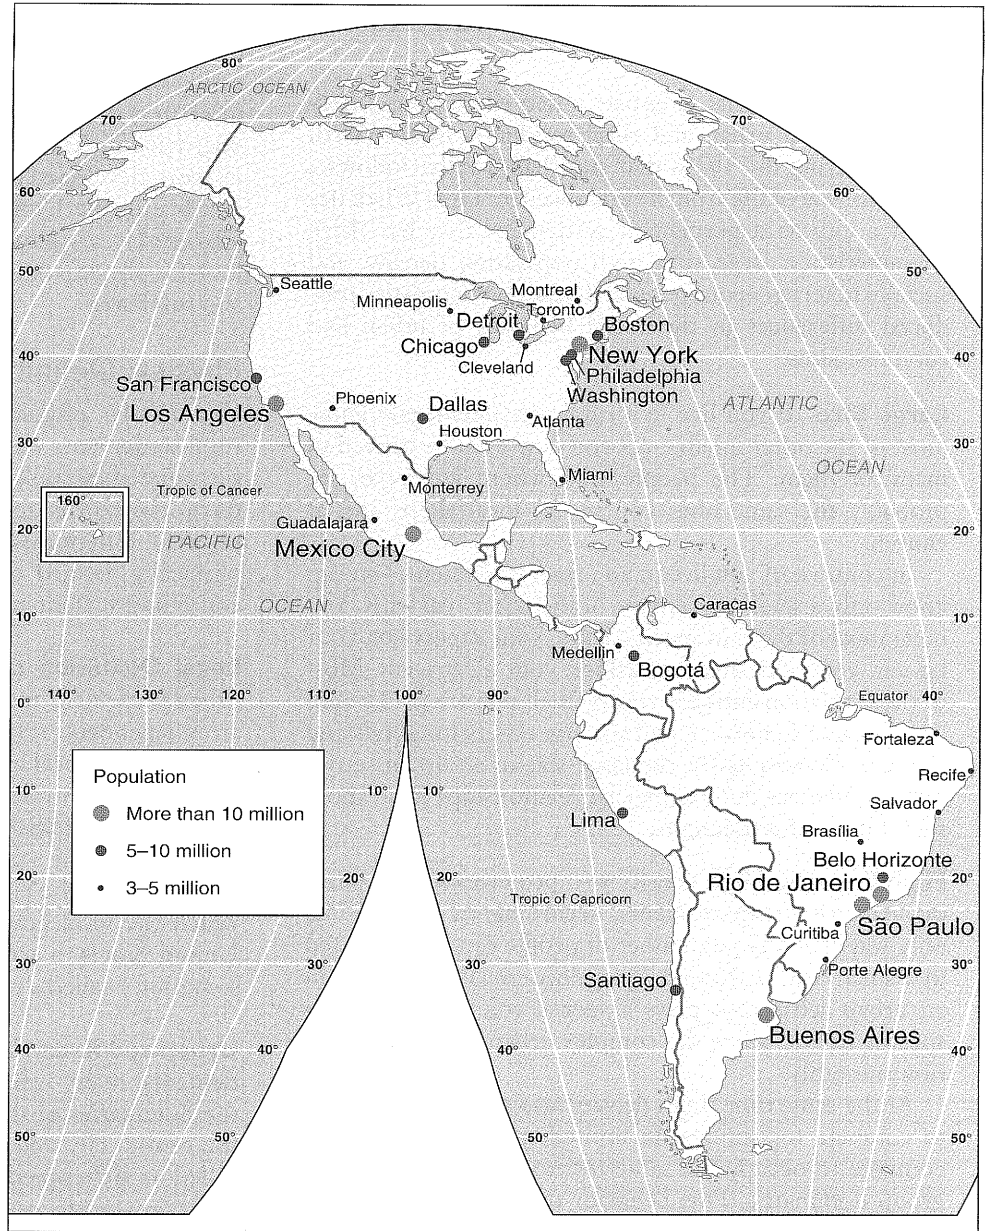 80°
ARCTIC OCEAN
70°
70°
60°
60°
50°
50°
Seattle
Minneapolis
Montreal
Toronto
Detroit
Boston
Chicago
New York
40°
40°
Cleveland
Philadelphia
San Francisco
Washington
Phoenix
Dallas
ATLANTIC
Los Angeles
Atlanta
Houston
30°
30°
OCEAN
Miami
Monterrey
Tropic of Cancer
160°
Guadalajara
20°
20°
PACIFIC
Mexico City
OCEAN
Caracas
10°
10°
Medellin
Bogotá
140°
130°
120°
110°
100°
90°
Equator
40°
0°
Fortaleza
Recife
Population
10°
10°
10°
Salvador
More than 10 million
Lima
Brasília
5–10 million
Belo Horizonte
20°
20°
20°
20°
Rio de Janeiro
3–5 million
Tropic of Capricorn
São Paulo
Curitiba
30°
30°
30°
30°
Porte Alegre
Santiago
Buenos Aires
40°
40°
40°
40°
50°
50°
50°
50°